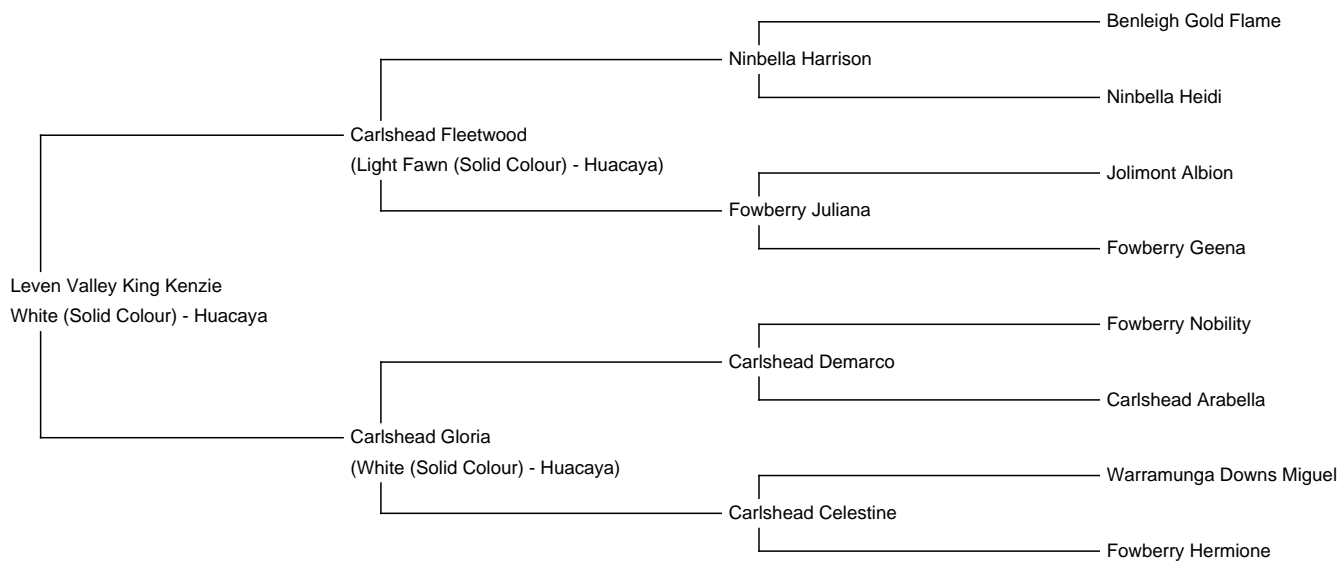 Benleigh Gold Flame
Ninbella Harrison
Ninbella Heidi
Carlshead Fleetwood
(Light Fawn (Solid Colour) - Huacaya)
Jolimont Albion
Fowberry Juliana
Fowberry Geena
Leven Valley King Kenzie
White (Solid Colour) - Huacaya
Fowberry Nobility
Carlshead Demarco
Carlshead Arabella
Carlshead Gloria
(White (Solid Colour) - Huacaya)
Warramunga Downs Miguel
Carlshead Celestine
Fowberry Hermione